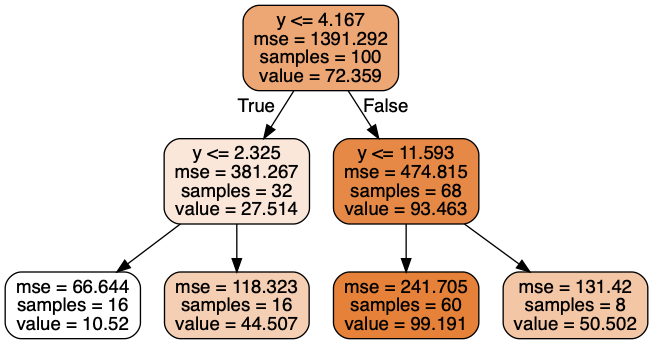 y <= 4.167
mse = 1391.292
samples = 100
value = 72.359
True
False
y <= 2.325
mse = 381.267
samples = 32
value = 27.514
y <= 11.593
mse = 474.815
samples = 68
value = 93.463
mse = 66.644
samples = 16
value = 10.52
mse = 118.323
samples = 16
value = 44.507
mse = 241.705
samples = 60
value = 99.191
mse = 131.42
samples = 8
value = 50.502